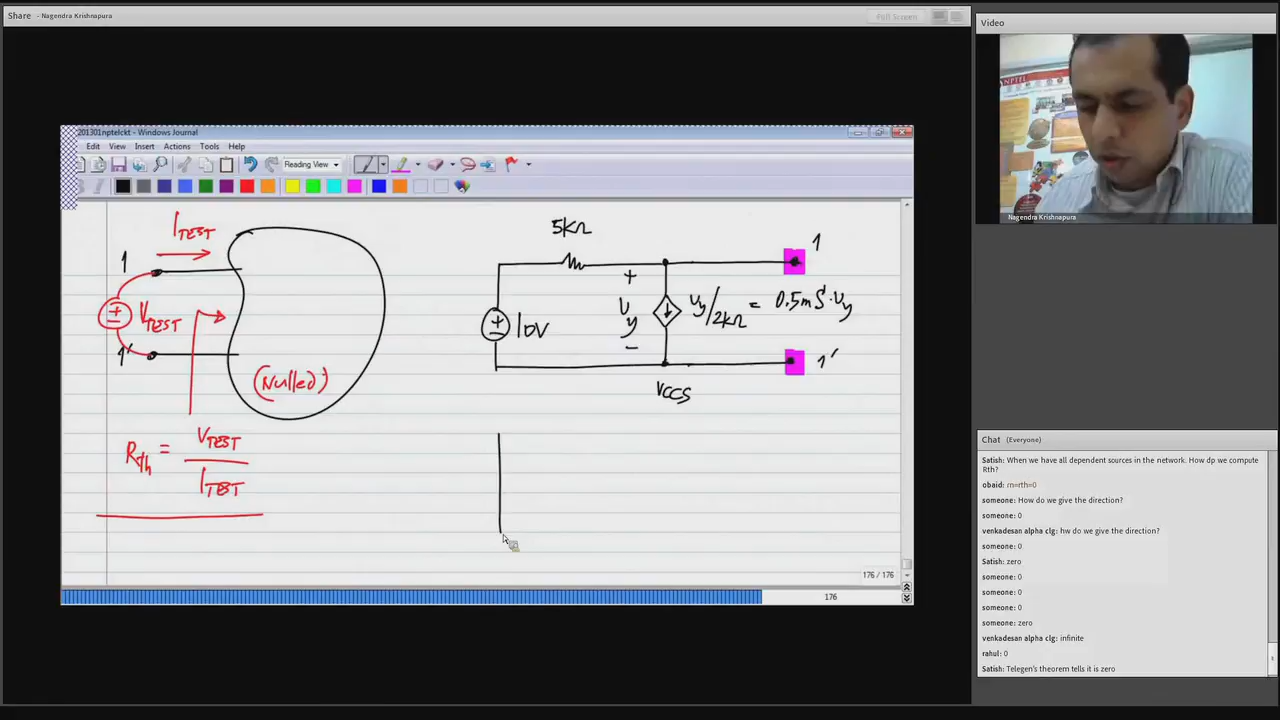 Share - Nagendra Krishnapura
Full Screen
Video
NPTEL
Nagendra Krishnapura
201301nptelckt - Windows Journal
Edit View Insert Actions Tools Help
Reading View
ITEST
1
+
-
VTEST
1'
(Nulled)
Rth = VTEST / ITEST
5kΩ
1
+
-
10V
+
Vy
-
Vy/2kΩ = 0.5mS·Vy
1'
VCCS
176 / 176
176
Chat (Everyone)
Satish: When we have all dependent sources in the network. How dp we compute
Rth?
obaid: rn=rth=0
someone: How do we give the direction?
someone: 0
venkadesan alpha clg: hw do we give the direction?
someone: 0
Satish: zero
someone: 0
someone: 0
someone: 0
someone: zero
venkadesan alpha clg: infinite
rahul: 0
Satish: Telegen's theorem tells it is zero